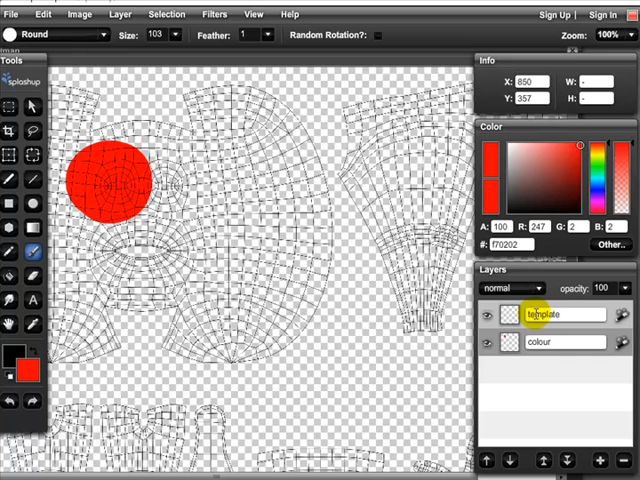 File Edit Image Layer Selection Filters View Help Sign Up | Sign In
Round Size: 103 Feather: 1 Random Rotation?: Zoom: 100%
Tools
splashup
Info
X: 850 W: -
Y: 357 H: -
Color
A: 100 R: 247 G: 2 B: 2
#: f70202 Other..
Layers
normal opacity: 100
template
colour